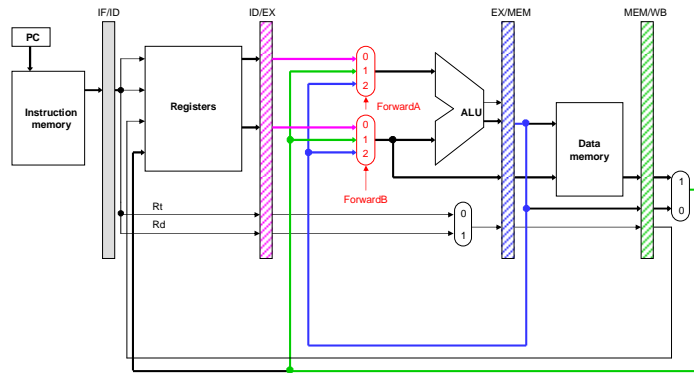 IF/ID
ID/EX
EX/MEM
MEM/WB
PC
Instruction
memory
Registers
0
1
2
ForwardA
ALU
0
1
2
ForwardB
Data
memory
1
0
Rt
Rd
0
1